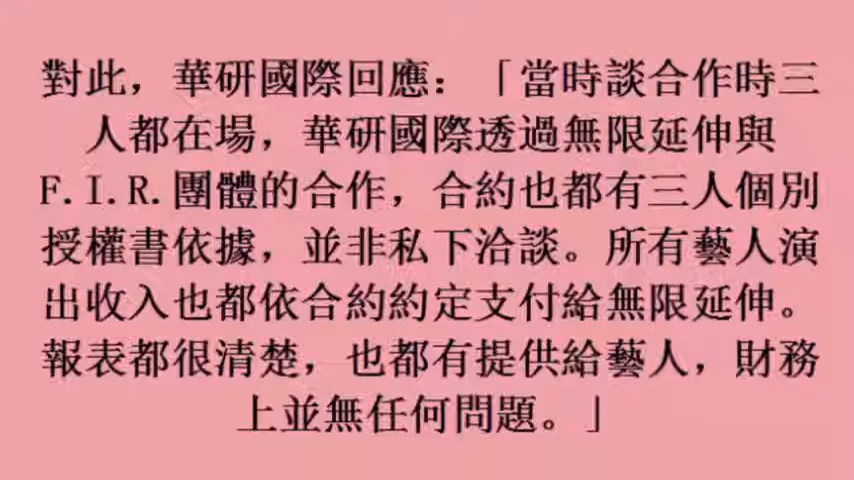 對此，華研國際回應：「當時談合作時三
人都在場，華研國際透過無限延伸與
F.I.R.團體的合作，合約也都有三人個別
授權書依據，並非私下洽談。所有藝人演
出收入也都依合約約定支付給無限延伸。
報表都很清楚，也都有提供給藝人，財務
上並無任何問題。」